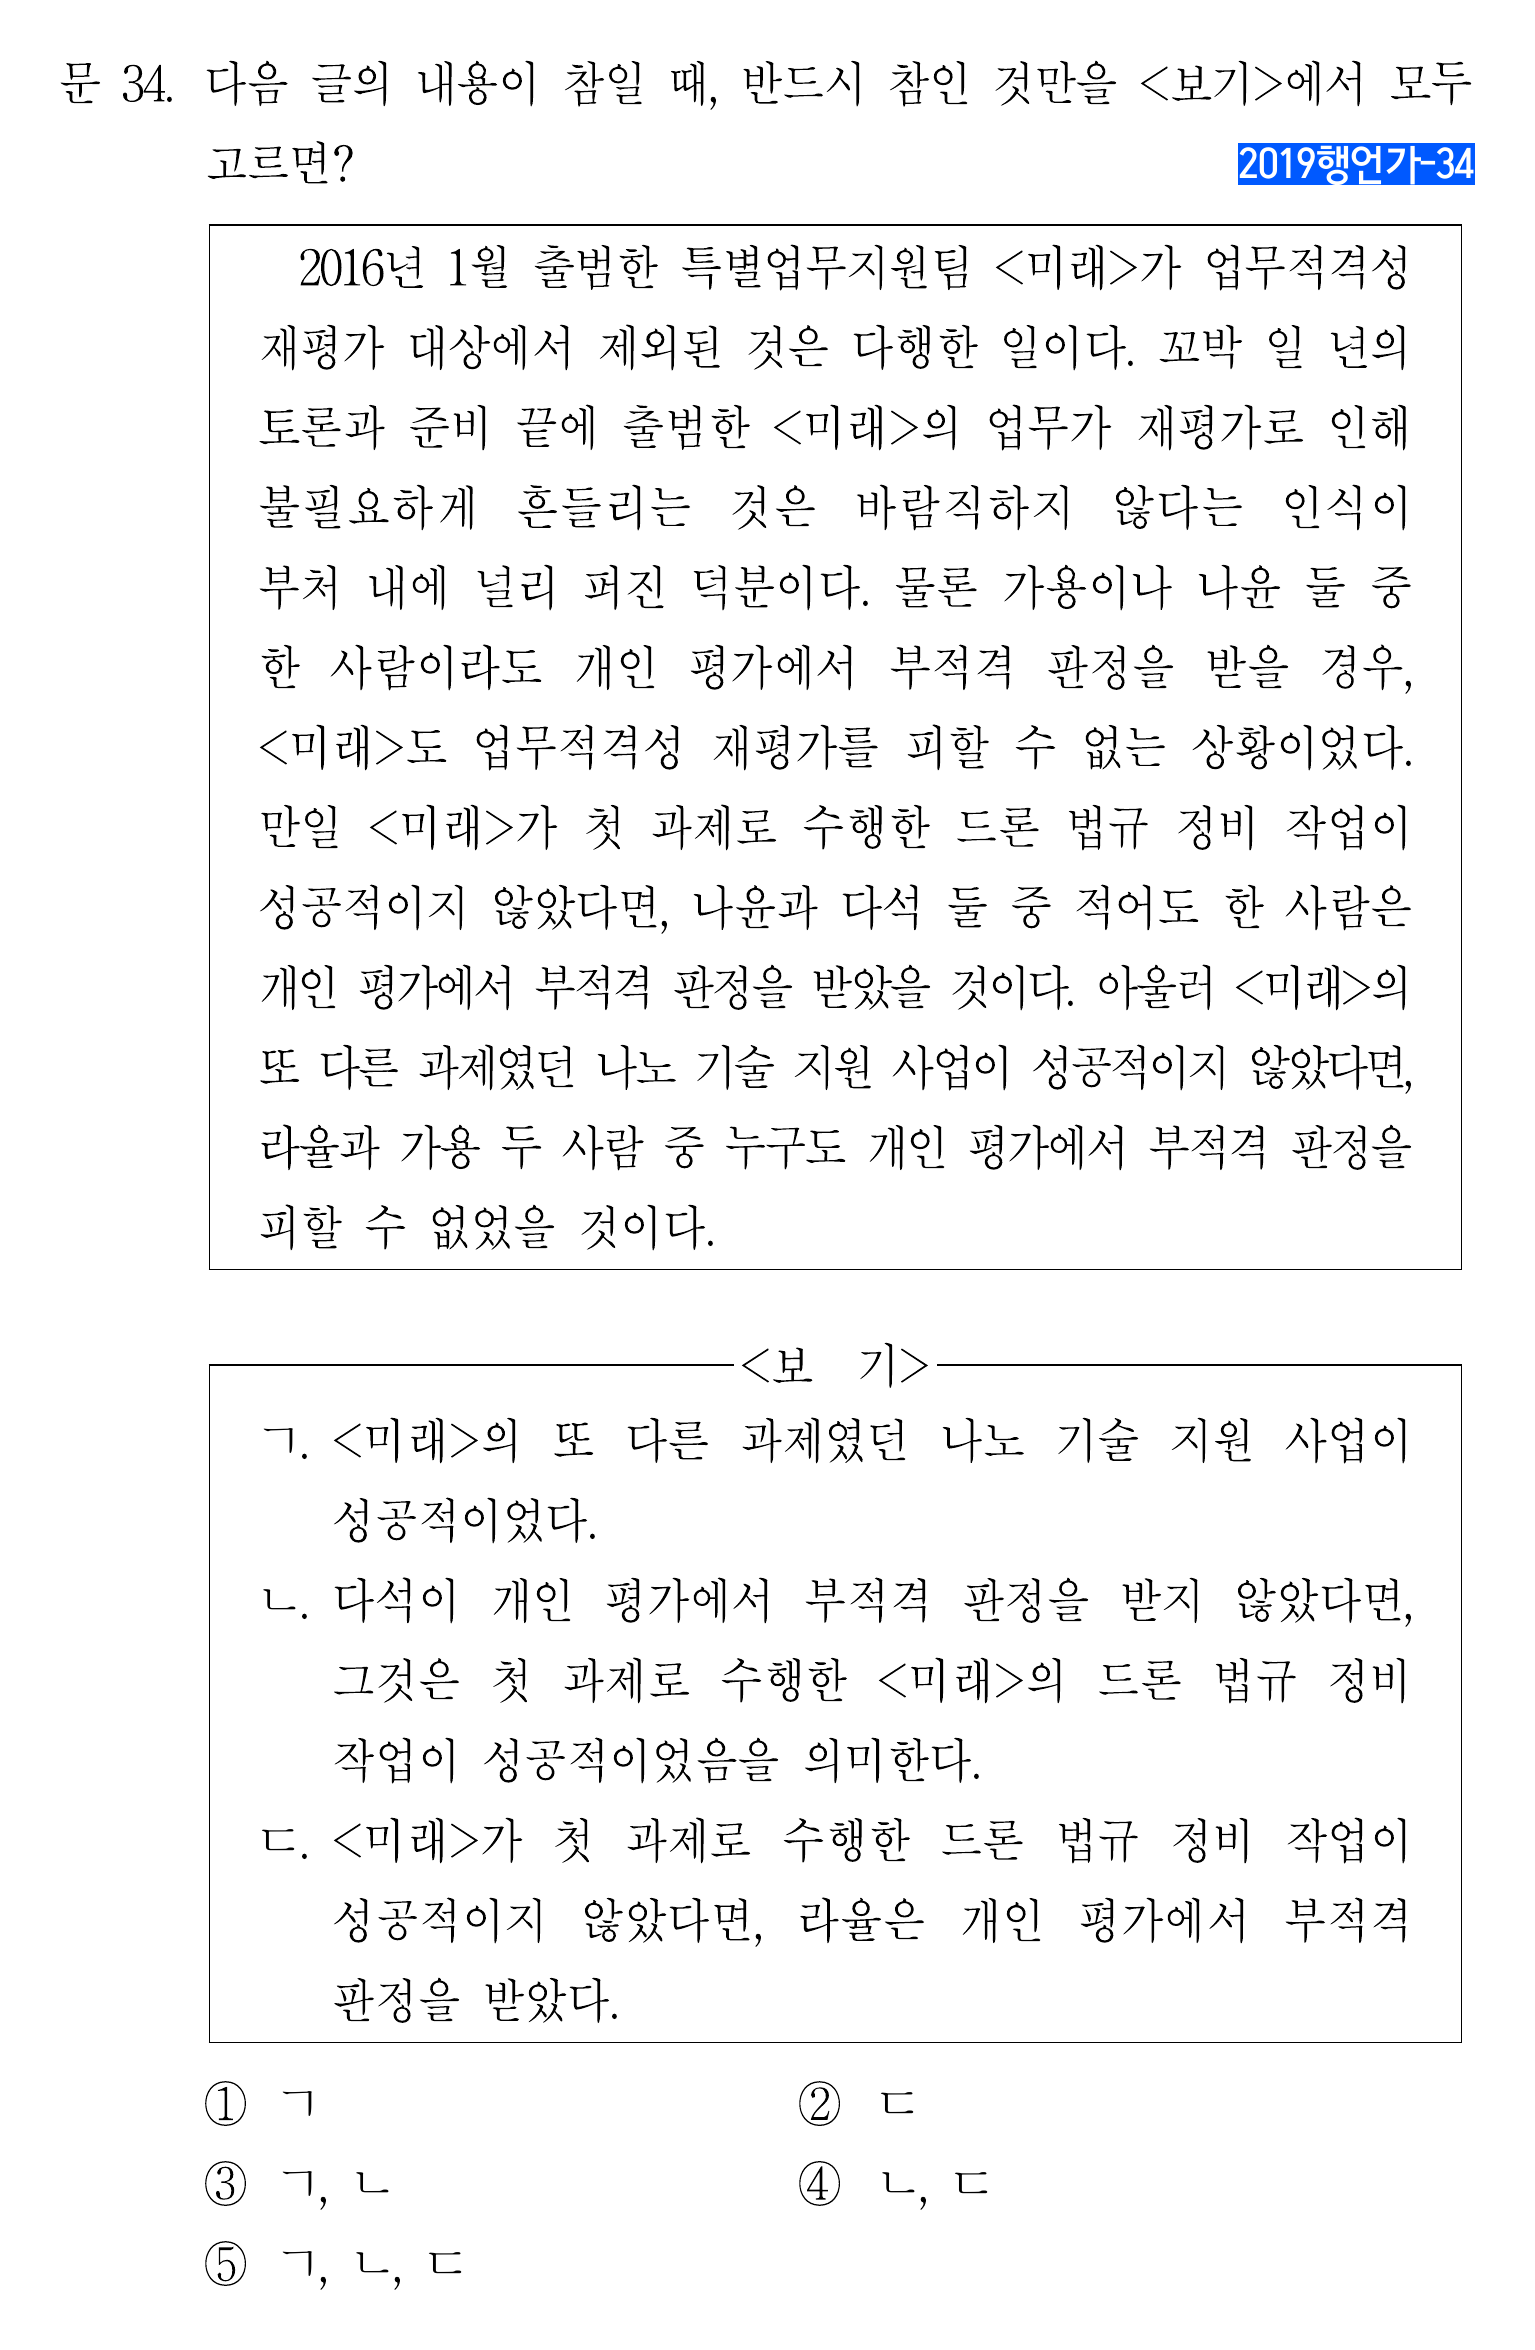 문 34. 다음 글의 내용이 참일 때, 반드시 참인 것만을 <보기>에서 모두
고르면?
2019행언가-34
2016년 1월 출범한 특별업무지원팀 <미래>가 업무적격성
재평가 대상에서 제외된 것은 다행한 일이다. 꼬박 일 년의
토론과 준비 끝에 출범한 <미래>의 업무가 재평가로 인해
불필요하게 흔들리는 것은 바람직하지 않다는 인식이
부처 내에 널리 퍼진 덕분이다. 물론 가용이나 나윤 둘 중
한 사람이라도 개인 평가에서 부적격 판정을 받을 경우,
<미래>도 업무적격성 재평가를 피할 수 없는 상황이었다.
만일 <미래>가 첫 과제로 수행한 드론 법규 정비 작업이
성공적이지 않았다면, 나윤과 다석 둘 중 적어도 한 사람은
개인 평가에서 부적격 판정을 받았을 것이다. 아울러 <미래>의
또 다른 과제였던 나노 기술 지원 사업이 성공적이지 않았다면,
라율과 가용 두 사람 중 누구도 개인 평가에서 부적격 판정을
피할 수 없었을 것이다.
<보 기>
ㄱ. <미래>의 또 다른 과제였던 나노 기술 지원 사업이
성공적이었다.
ㄴ. 다석이 개인 평가에서 부적격 판정을 받지 않았다면,
그것은 첫 과제로 수행한 <미래>의 드론 법규 정비
작업이 성공적이었음을 의미한다.
ㄷ. <미래>가 첫 과제로 수행한 드론 법규 정비 작업이
성공적이지 않았다면, 라율은 개인 평가에서 부적격
판정을 받았다.
① ㄱ ② ㄷ
③ ㄱ, ㄴ ④ ㄴ, ㄷ
⑤ ㄱ, ㄴ, ㄷ